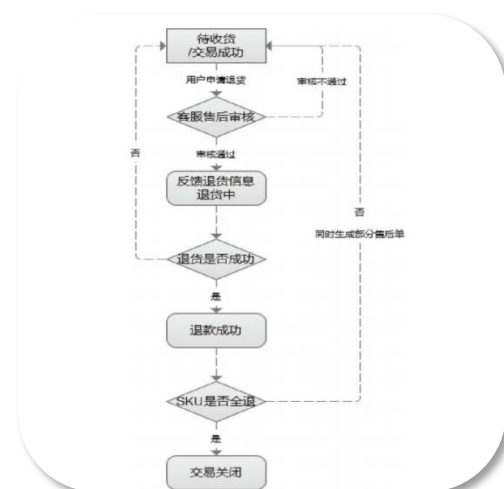 待收货
/交易成功
用户申请退货
审核不通过
客服售后审核
否
审核通过
反馈退货信息
退货中
否
同时生成部分售后单
退货是否成功
是
退款成功
SKU是否全退
是
交易关闭